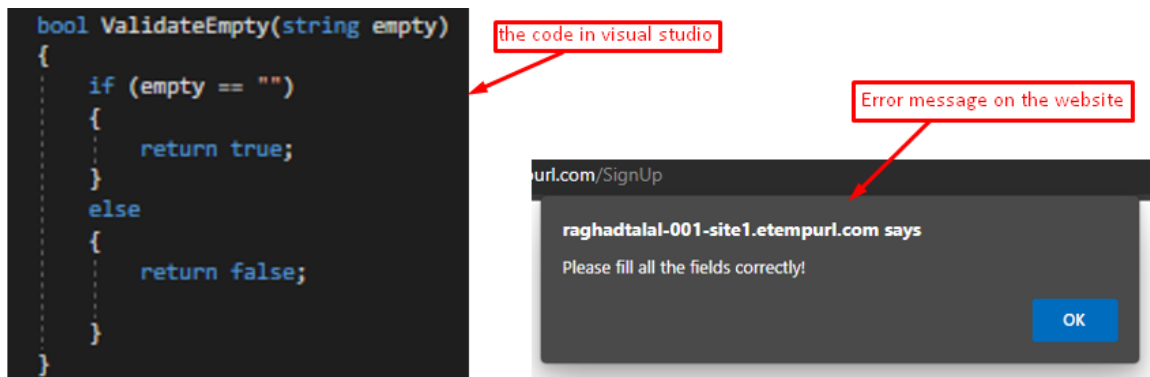 bool ValidateEmpty(string empty)
{
if (empty == "")
{
return true;
}
else
{
return false;
}
}
the code in visual studio
Error message on the website
url.com/SignUp
raghadtalal-001-site1.etempurl.com says
Please fill all the fields correctly!
OK